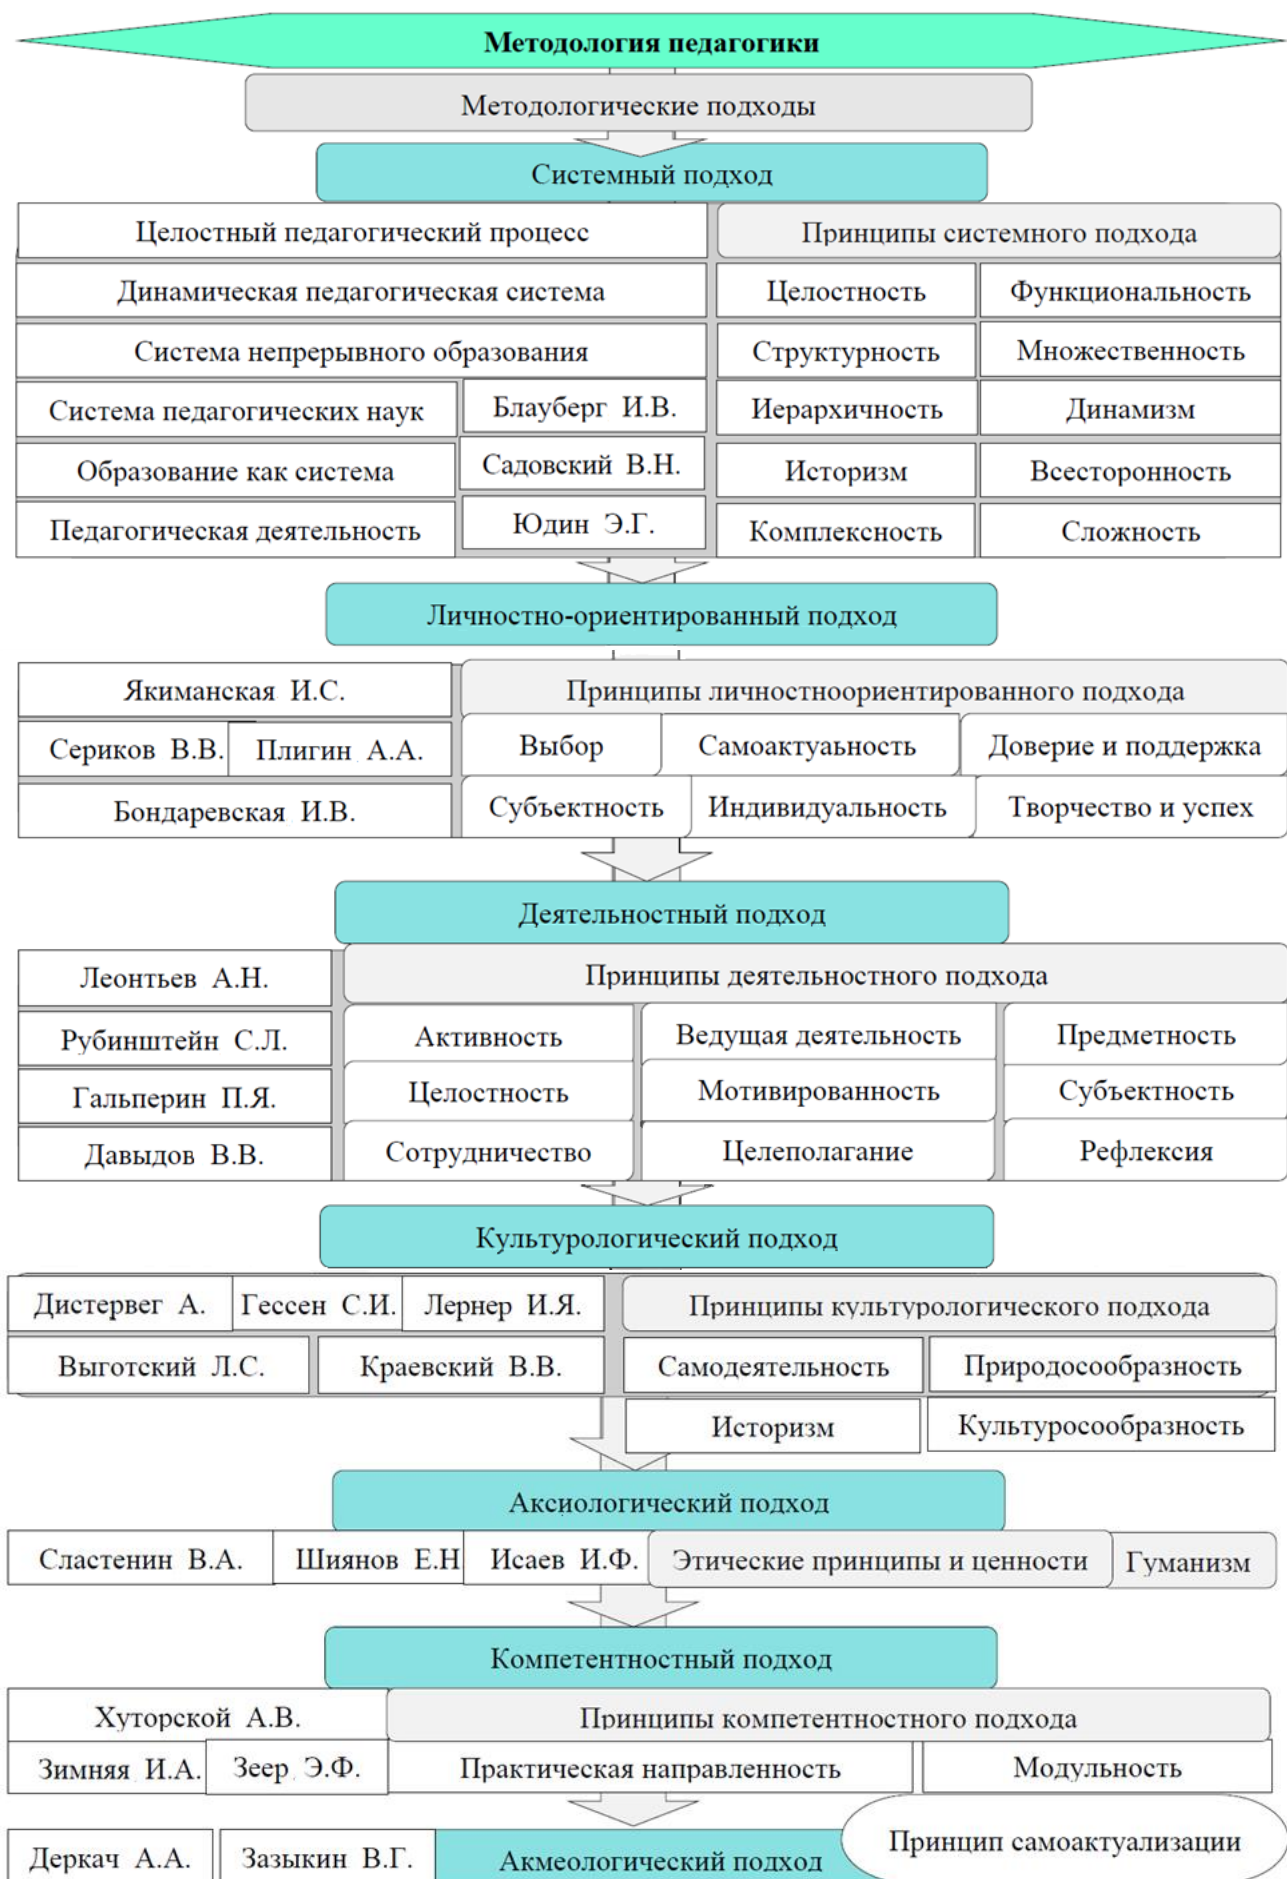 Методология педагогики
Методологические подходы
Системный подход
Целостный педагогический процесс
Принципы системного подхода
Динамическая педагогическая система
Целостность
Функциональность
Система непрерывного образования
Структурность
Множественность
Система педагогических наук
Блауберг И.В.
Иерархичность
Динамизм
Образование как система
Садовский В.Н.
Историзм
Всесторонность
Педагогическая деятельность
Юдин Э.Г.
Комплексность
Сложность
Личностно-ориентированный подход
Якиманская И.С.
Принципы личностноориентированного подхода
Сериков В.В.
Плигин А.А.
Выбор
Самоактуаьность
Доверие и поддержка
Бондаревская И.В.
Субъектность
Индивидуальность
Творчество и успех
Деятельностный подход
Леонтьев А.Н.
Принципы деятельностного подхода
Рубинштейн С.Л.
Активность
Ведущая деятельность
Предметность
Гальперин П.Я.
Целостность
Мотивированность
Субъектность
Давыдов В.В.
Сотрудничество
Целеполагание
Рефлексия
Культурологический подход
Дистервег А.
Гессен С.И.
Лернер И.Я.
Принципы культурологического подхода
Выготский Л.С.
Краевский В.В.
Самодеятельность
Природосообразность
Историзм
Культуросообразность
Аксиологический подход
Сластенин В.А.
Шиянов Е.Н
Исаев И.Ф.
Этические принципы и ценности
Гуманизм
Компетентностный подход
Хуторской А.В.
Принципы компетентностного подхода
Зимняя И.А.
Зеер Э.Ф.
Практическая направленность
Модульность
Деркач А.А.
Зазыкин В.Г.
Акмеологический подход
Принцип самоактуализации